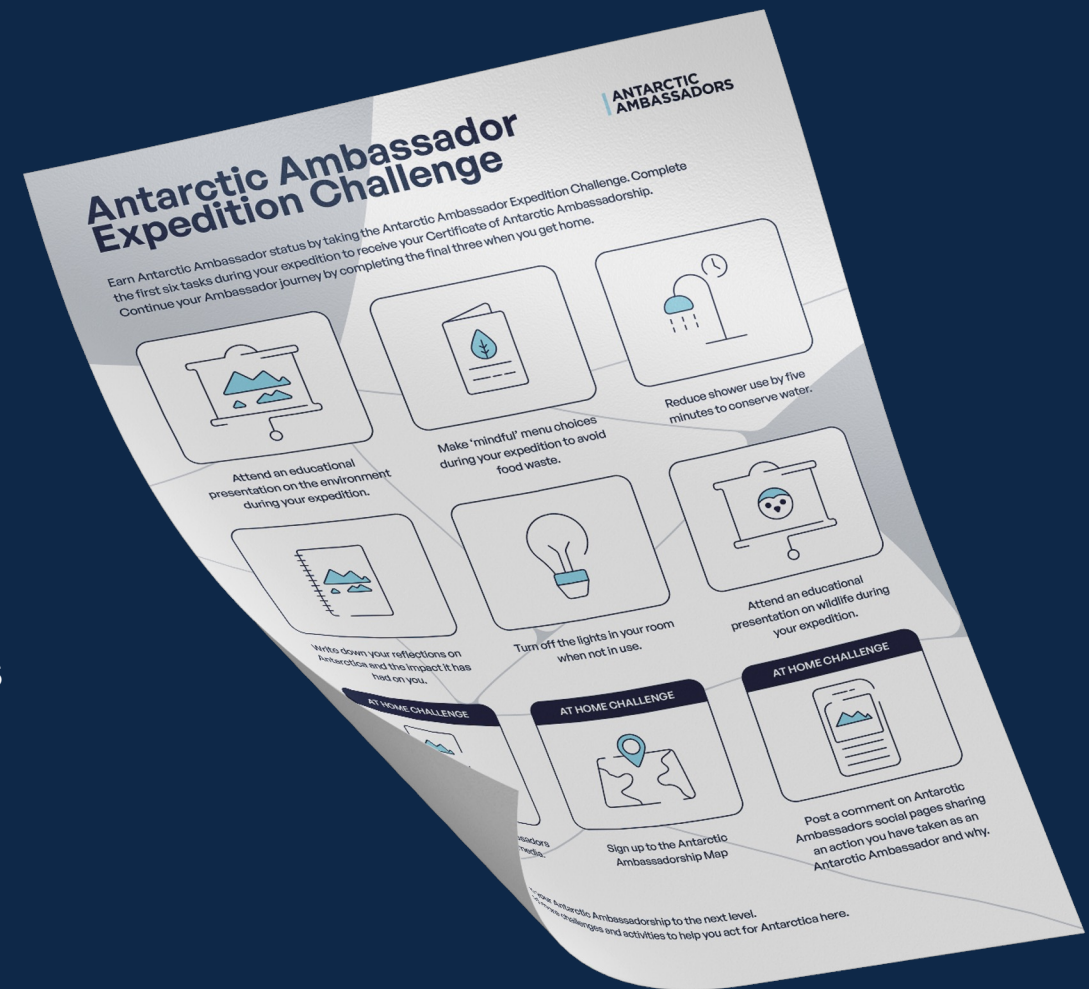 ANTARCTIC
AMBASSADORS
Antarctic Ambassador
Expedition Challenge
Earn Antarctic Ambassador status by taking the Antarctic Ambassador Expedition Challenge. Complete
the first six tasks during your expedition to receive your Certificate of Antarctic Ambassadorship.
Continue your Ambassador journey by completing the final three when you get home.
Attend an educational
presentation on the environment
during your expedition.
Make ‘mindful’ menu choices
during your expedition to avoid
food waste.
Reduce shower use by five
minutes to conserve water.
Write down your reflections on
Antarctica and the impact it has
had on you.
Turn off the lights in your room
when not in use.
Attend an educational
presentation on wildlife during
your expedition.
AT HOME CHALLENGE
AT HOME CHALLENGE
Sign up to the Antarctic
Ambassadorship Map
AT HOME CHALLENGE
Post a comment on Antarctic
Ambassadors social pages sharing
an action you have taken as an
Antarctic Ambassador and why.
your Antarctic Ambassadorship to the next level.
more challenges and activities to help you act for Antarctica here.